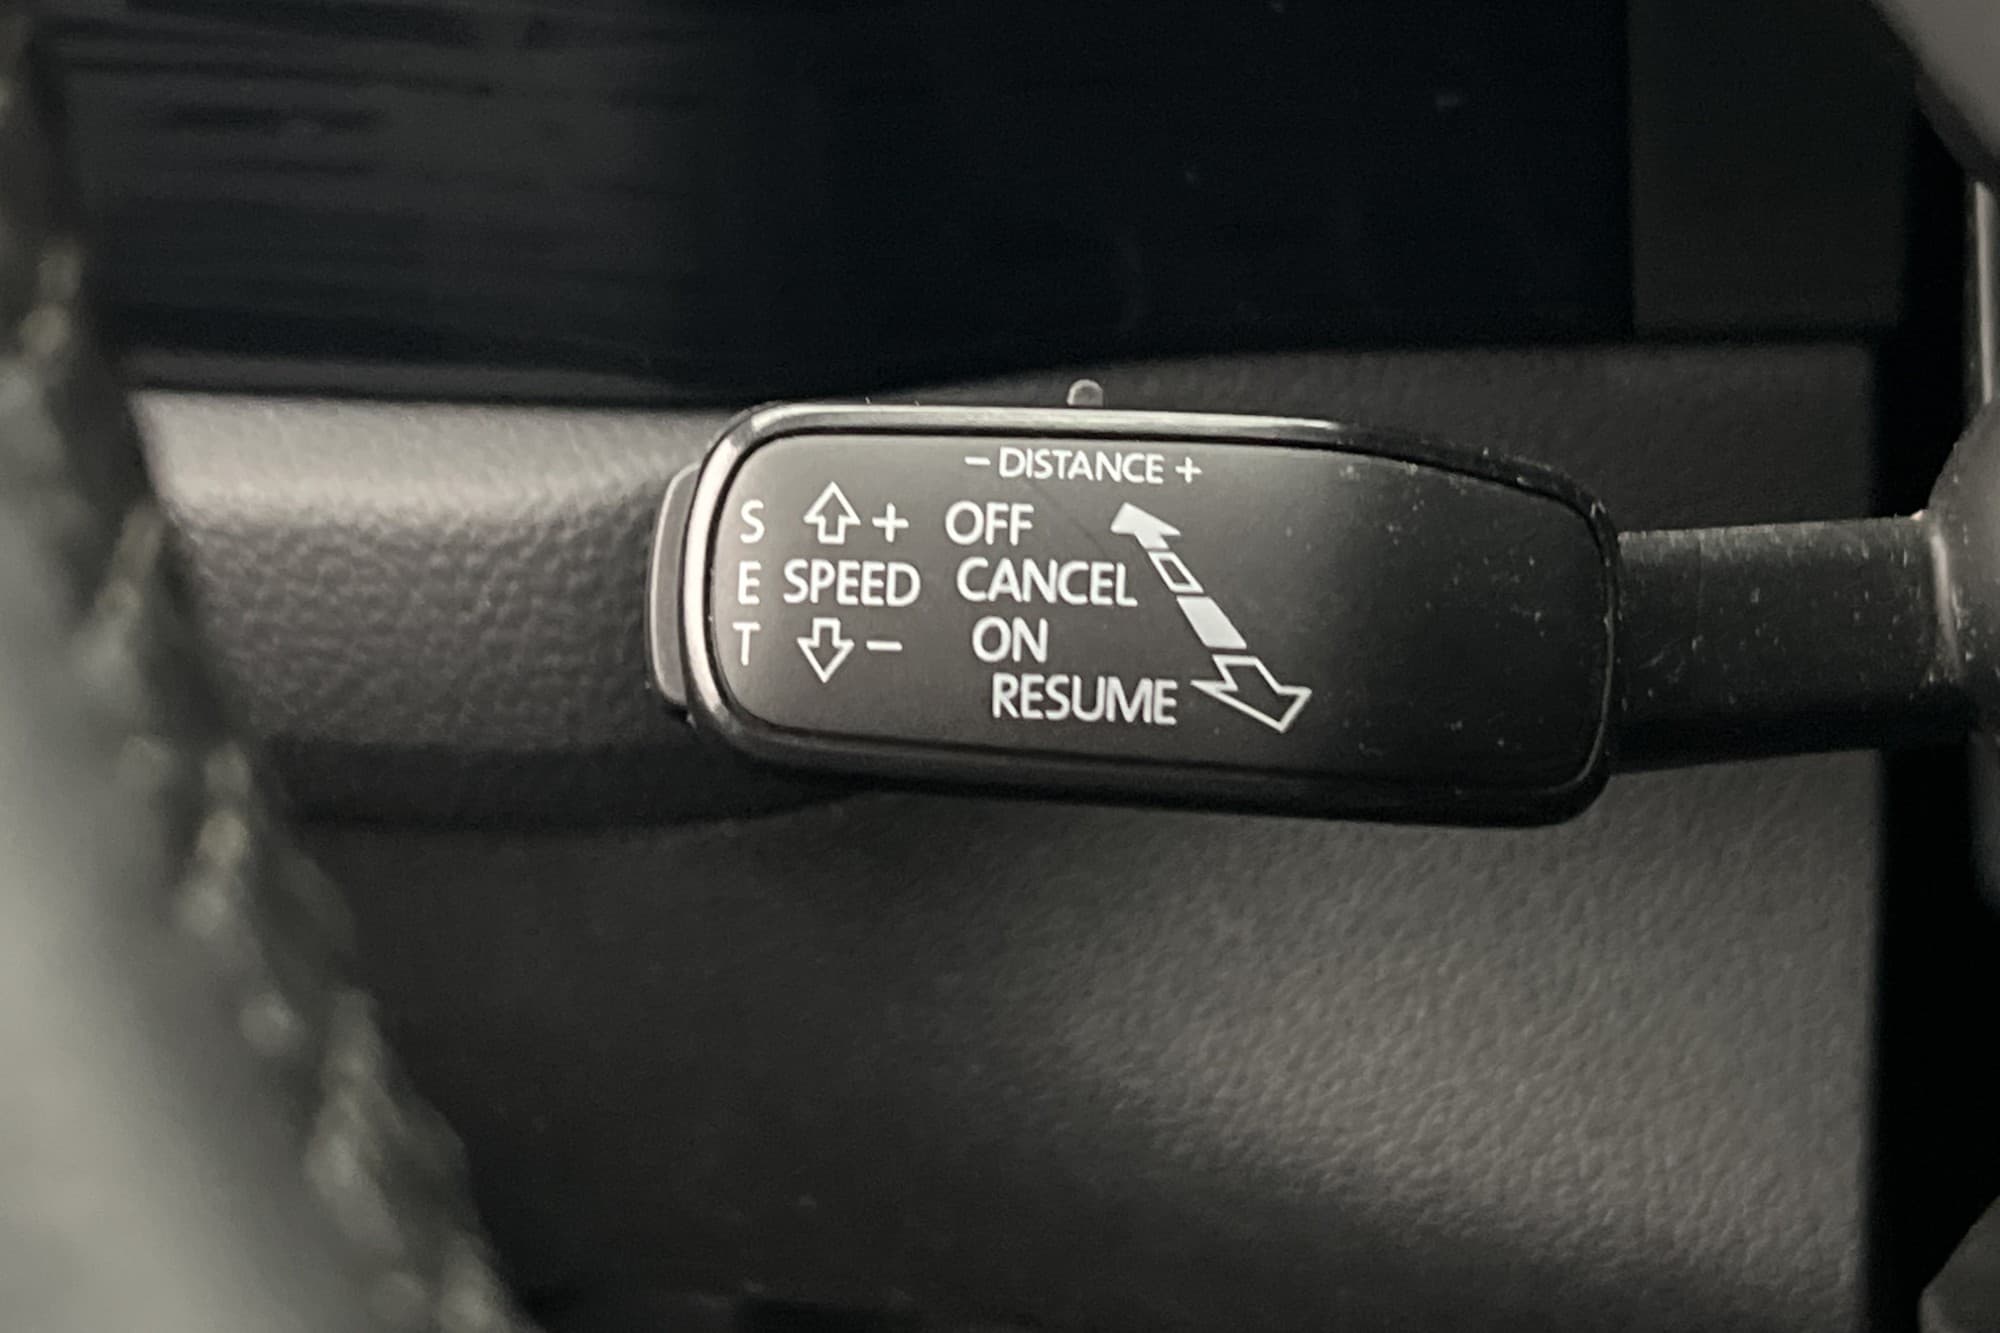 – DISTANCE +
S + OFF
E SPEED CANCEL
T – ON
RESUME